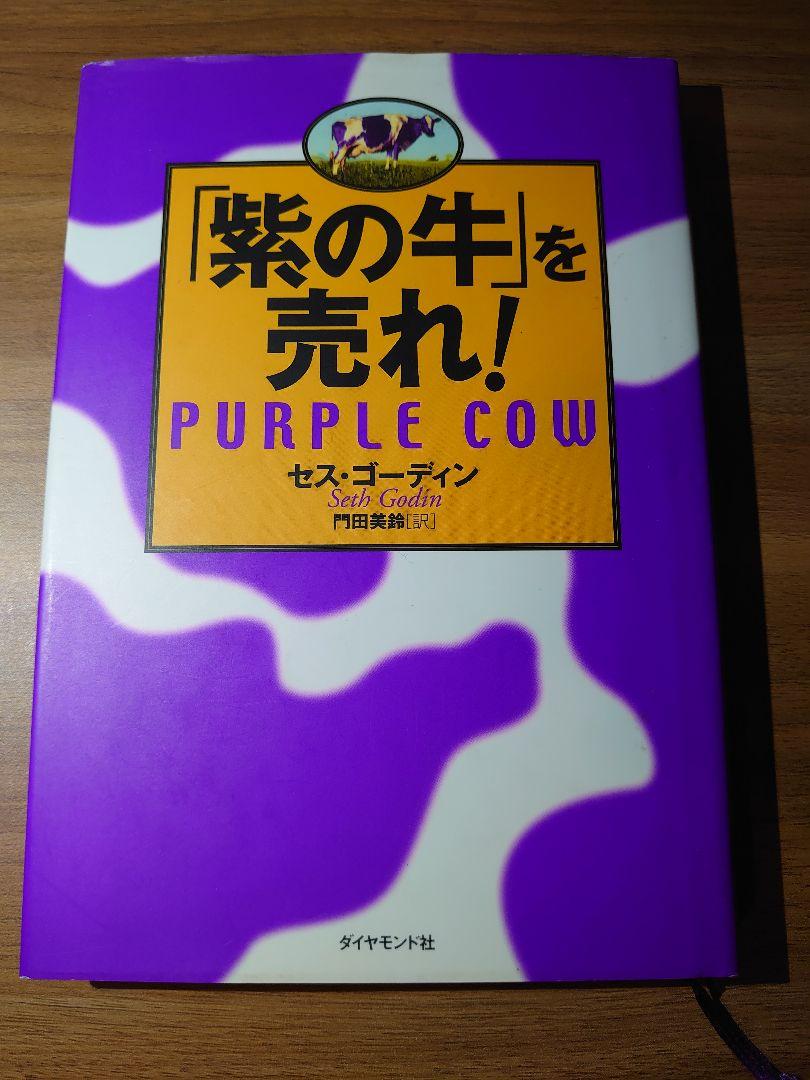 「紫の牛」を
売れ!
PURPLE COW
セス・ゴーディン
Seth Godin
門田美鈴[訳]
ダイヤモンド社